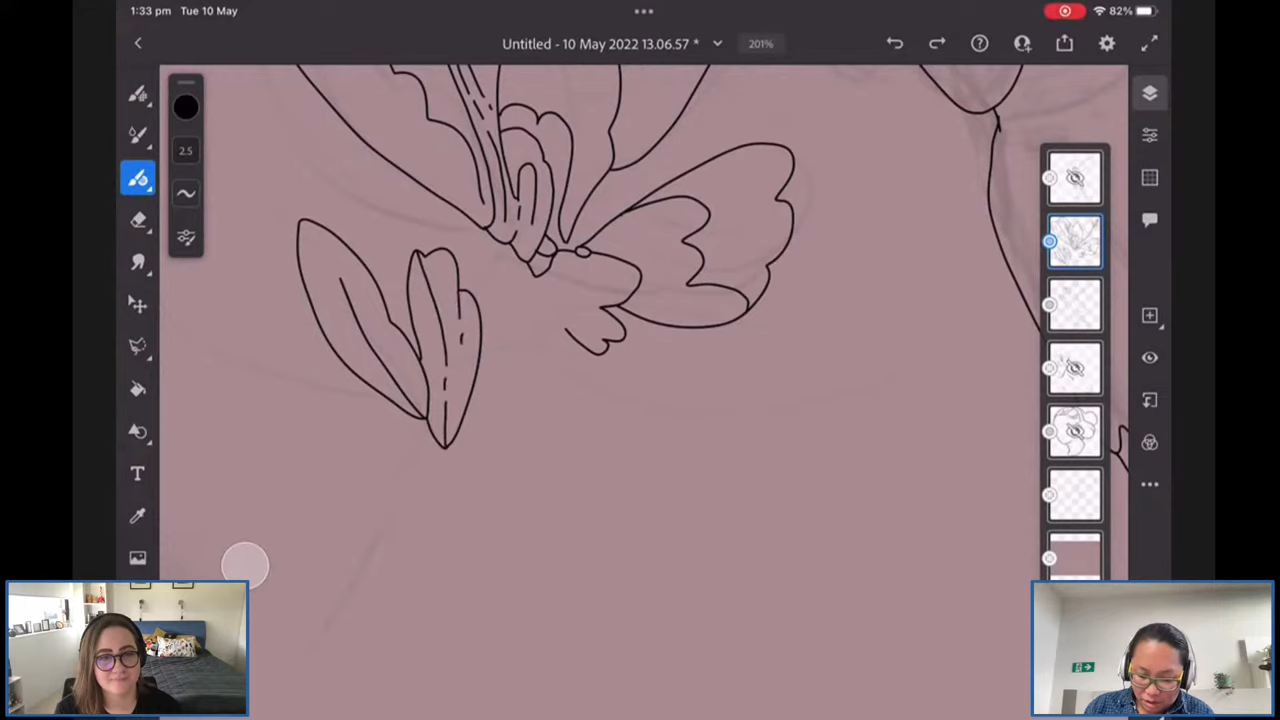 1:33 pm Tue 10 May
82%
Untitled - 10 May 2022 13.06.57 *
201%
2.5
T